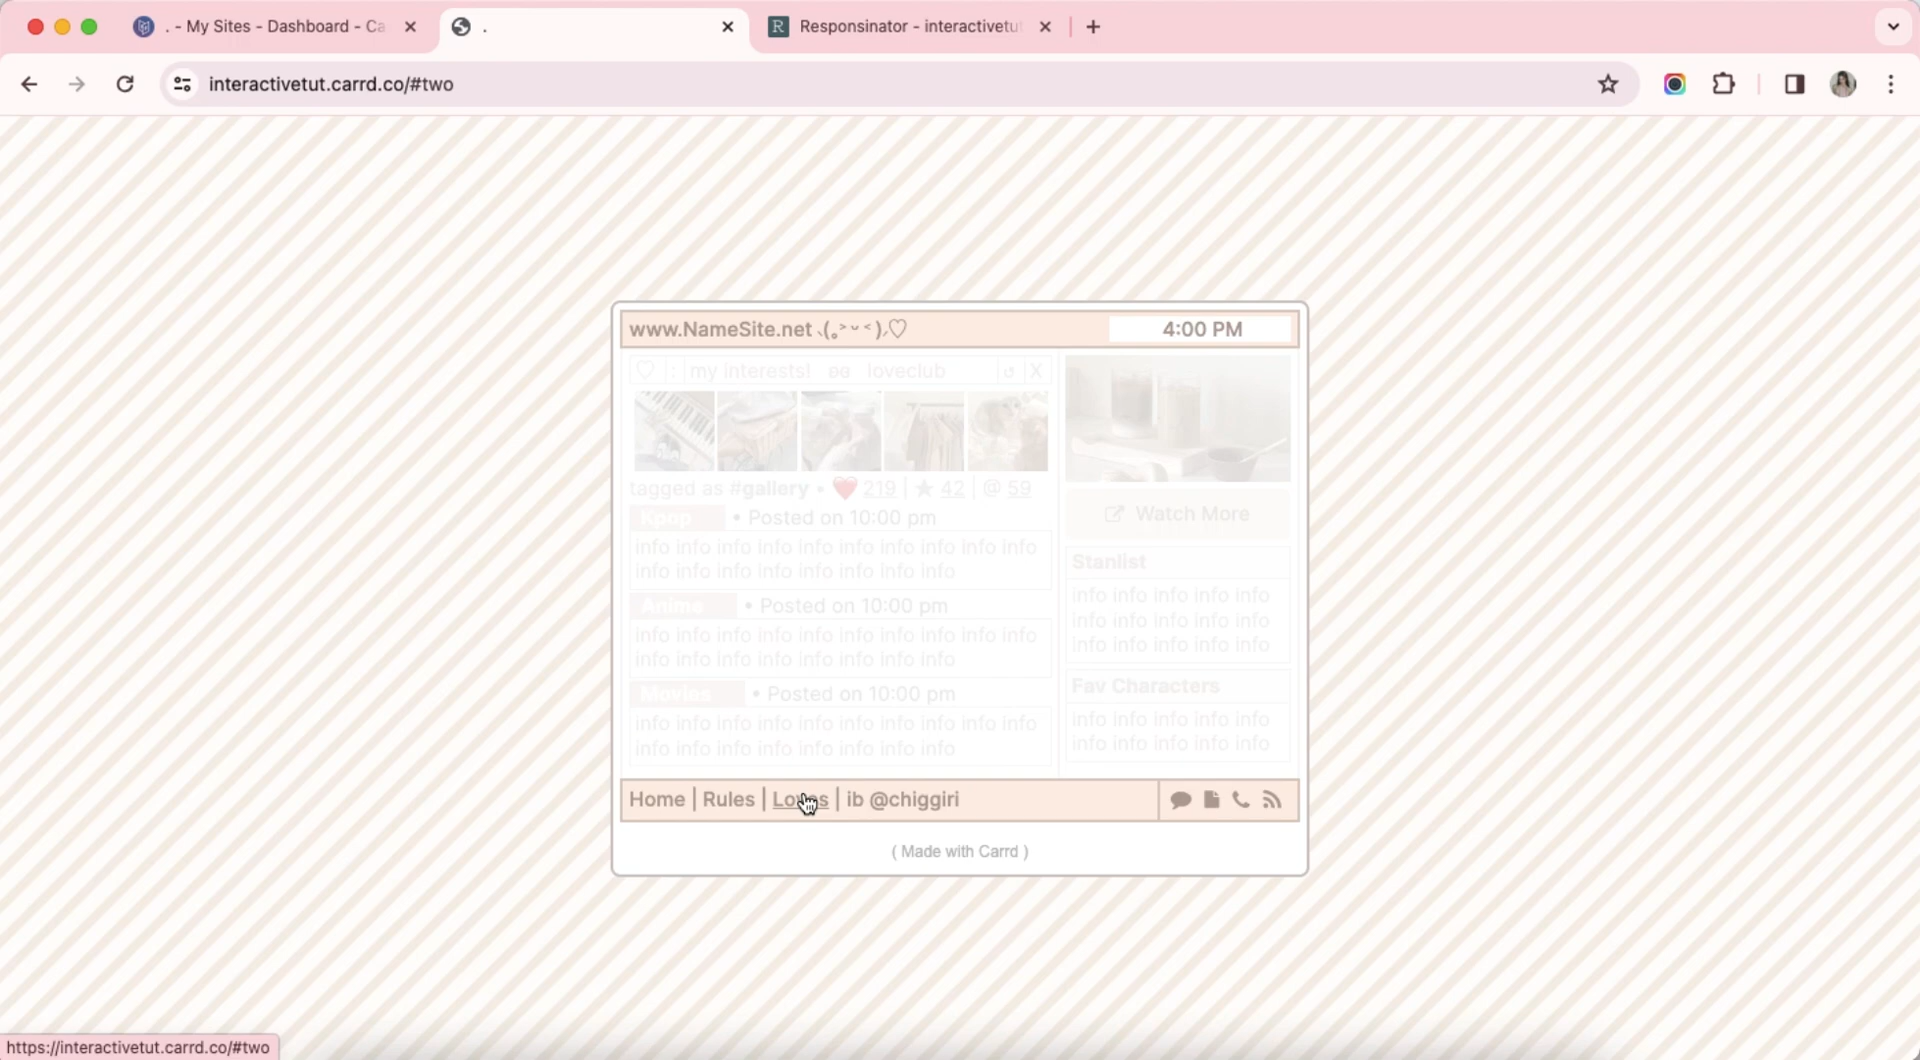 . - My Sites - Dashboard - Ca
.
Responsinator - interactivetut
interactivetut.carrd.co/#two
www.NameSite.net ⸜(｡˃ ᵕ ˂ )⸝♡
4:00 PM
♡ : my interests! ʚɞ loveclub ↺ X
tagged as #gallery • ❤️ 219 | ★ 42 | @ 59
Kpop • Posted on 10:00 pm
info info info info info info info info info info
info info info info info info info info
Anime • Posted on 10:00 pm
info info info info info info info info info info
info info info info info info info info
Movies • Posted on 10:00 pm
info info info info info info info info info info
info info info info info info info info
Watch More
Stanlist
info info info info info
info info info info info
info info info info info
Fav Characters
info info info info info
info info info info info
Home | Rules | Loves | ib @chiggiri
( Made with Carrd )
https://interactivetut.carrd.co/#two